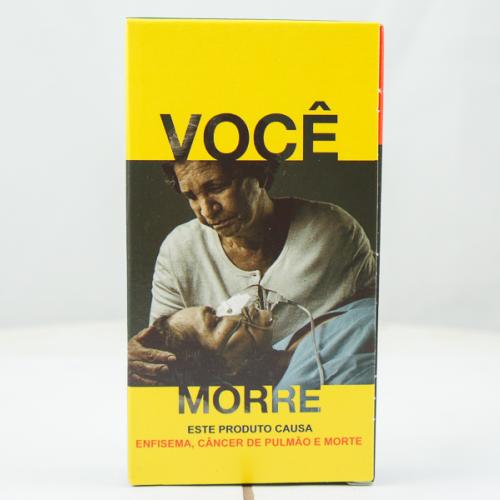 VOCÊ
MORRE
ESTE PRODUTO CAUSA
ENFISEMA, CÂNCER DE PULMÃO E MORTE